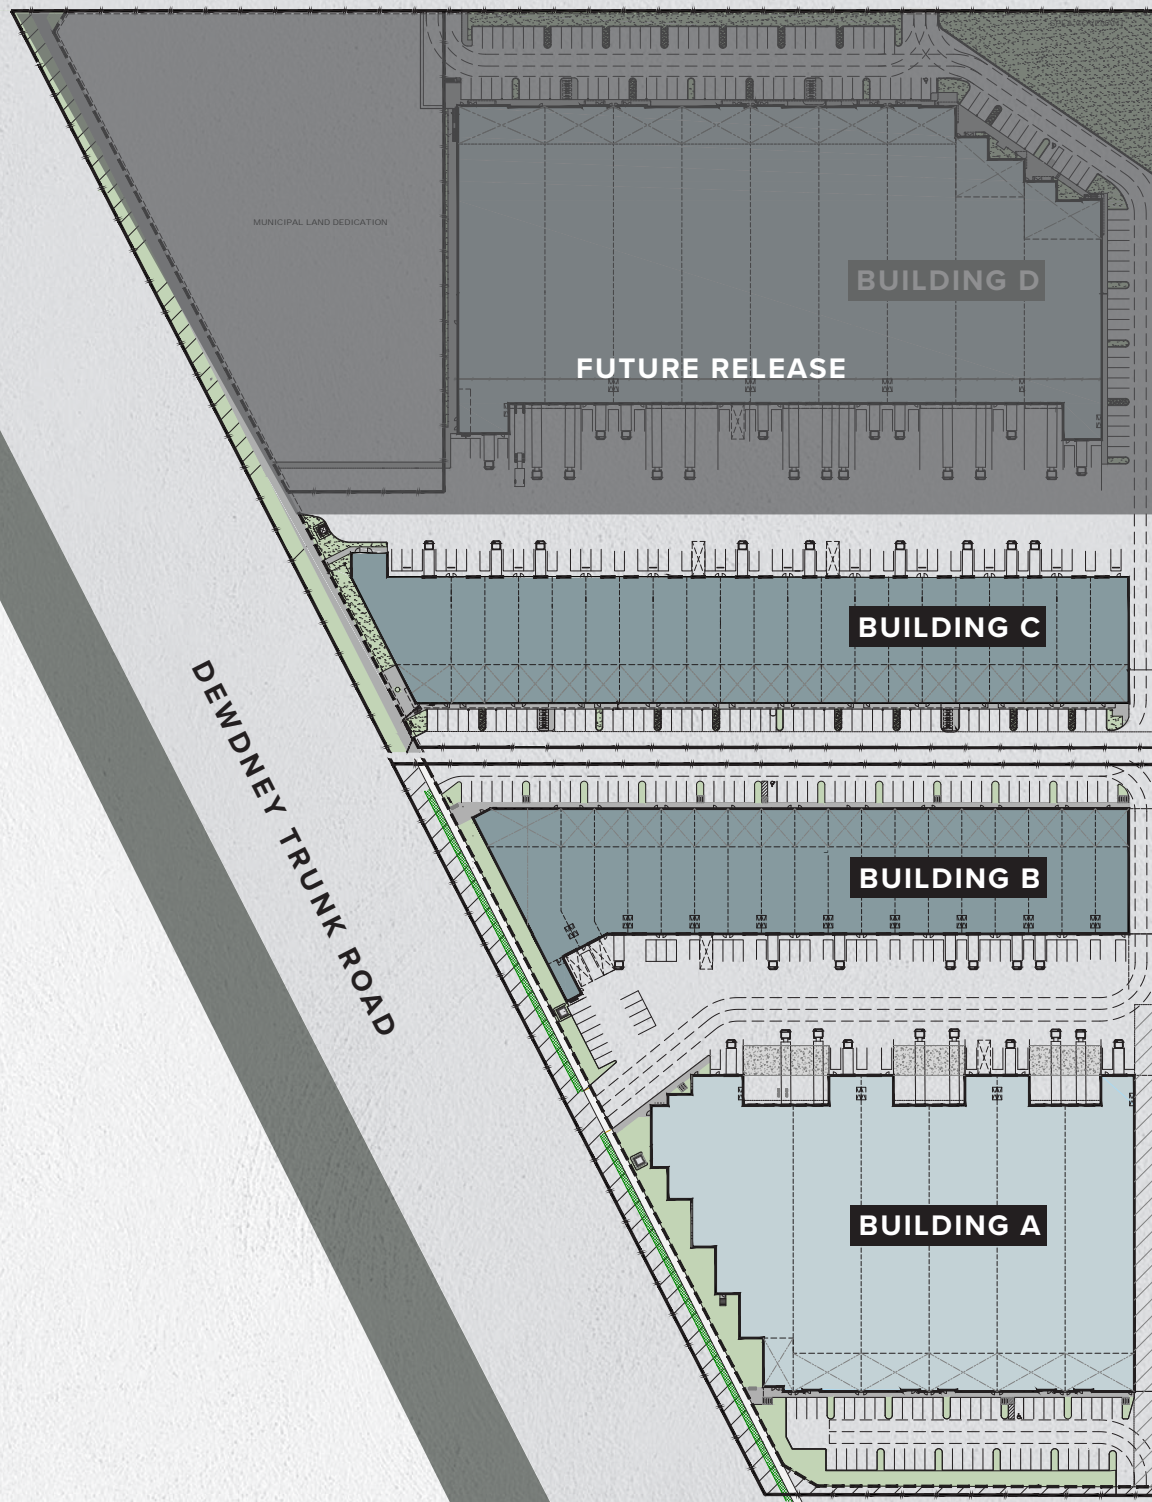 MUNICIPAL LAND DEDICATION
BUILDING D
FUTURE RELEASE
BUILDING C
DEWDNEY TRUNK ROAD
BUILDING B
BUILDING A